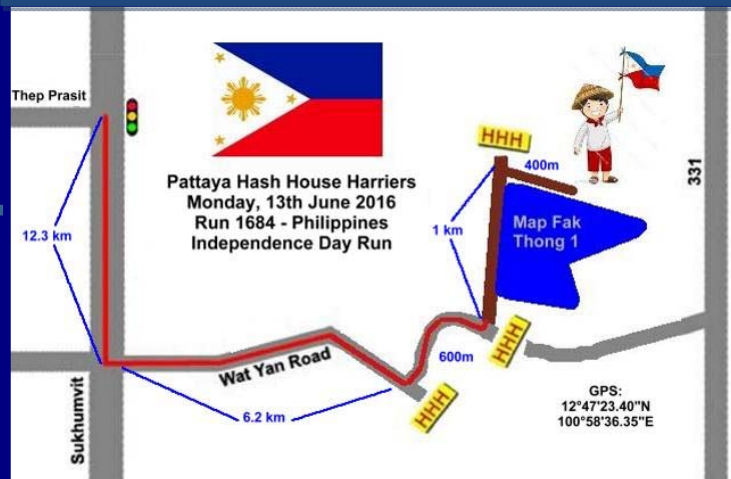 Thep Prasit
HHH
400m
331
Pattaya Hash House Harriers
Monday, 13th June 2016
Run 1684 - Philippines
Independence Day Run
12.3 km
1 km
Map Fak
Thong 1
HHH
600m
Wat Yan Road
6.2 km
HHH
Sukhumvit
GPS:
12°47'23.40"N
100°58'36.35"E